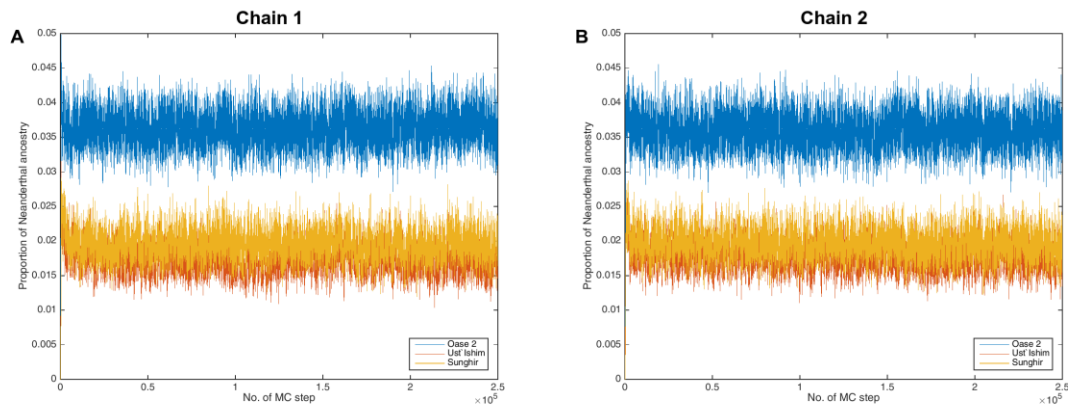 Chain 1
A
0.05
0.045
0.04
0.035
0.03
0.025
0.02
0.015
0.01
0.005
0
Proportion of Neanderthal ancestry
0 0.5 1 1.5 2 2.5
No. of MC step
×10^5
Oase 2
Ust`Ishim
Sunghir
Chain 2
B
0.05
0.045
0.04
0.035
0.03
0.025
0.02
0.015
0.01
0.005
0
Proportion of Neanderthal ancestry
0 0.5 1 1.5 2 2.5
No. of MC step
×10^5
Oase 2
Ust`Ishim
Sunghir